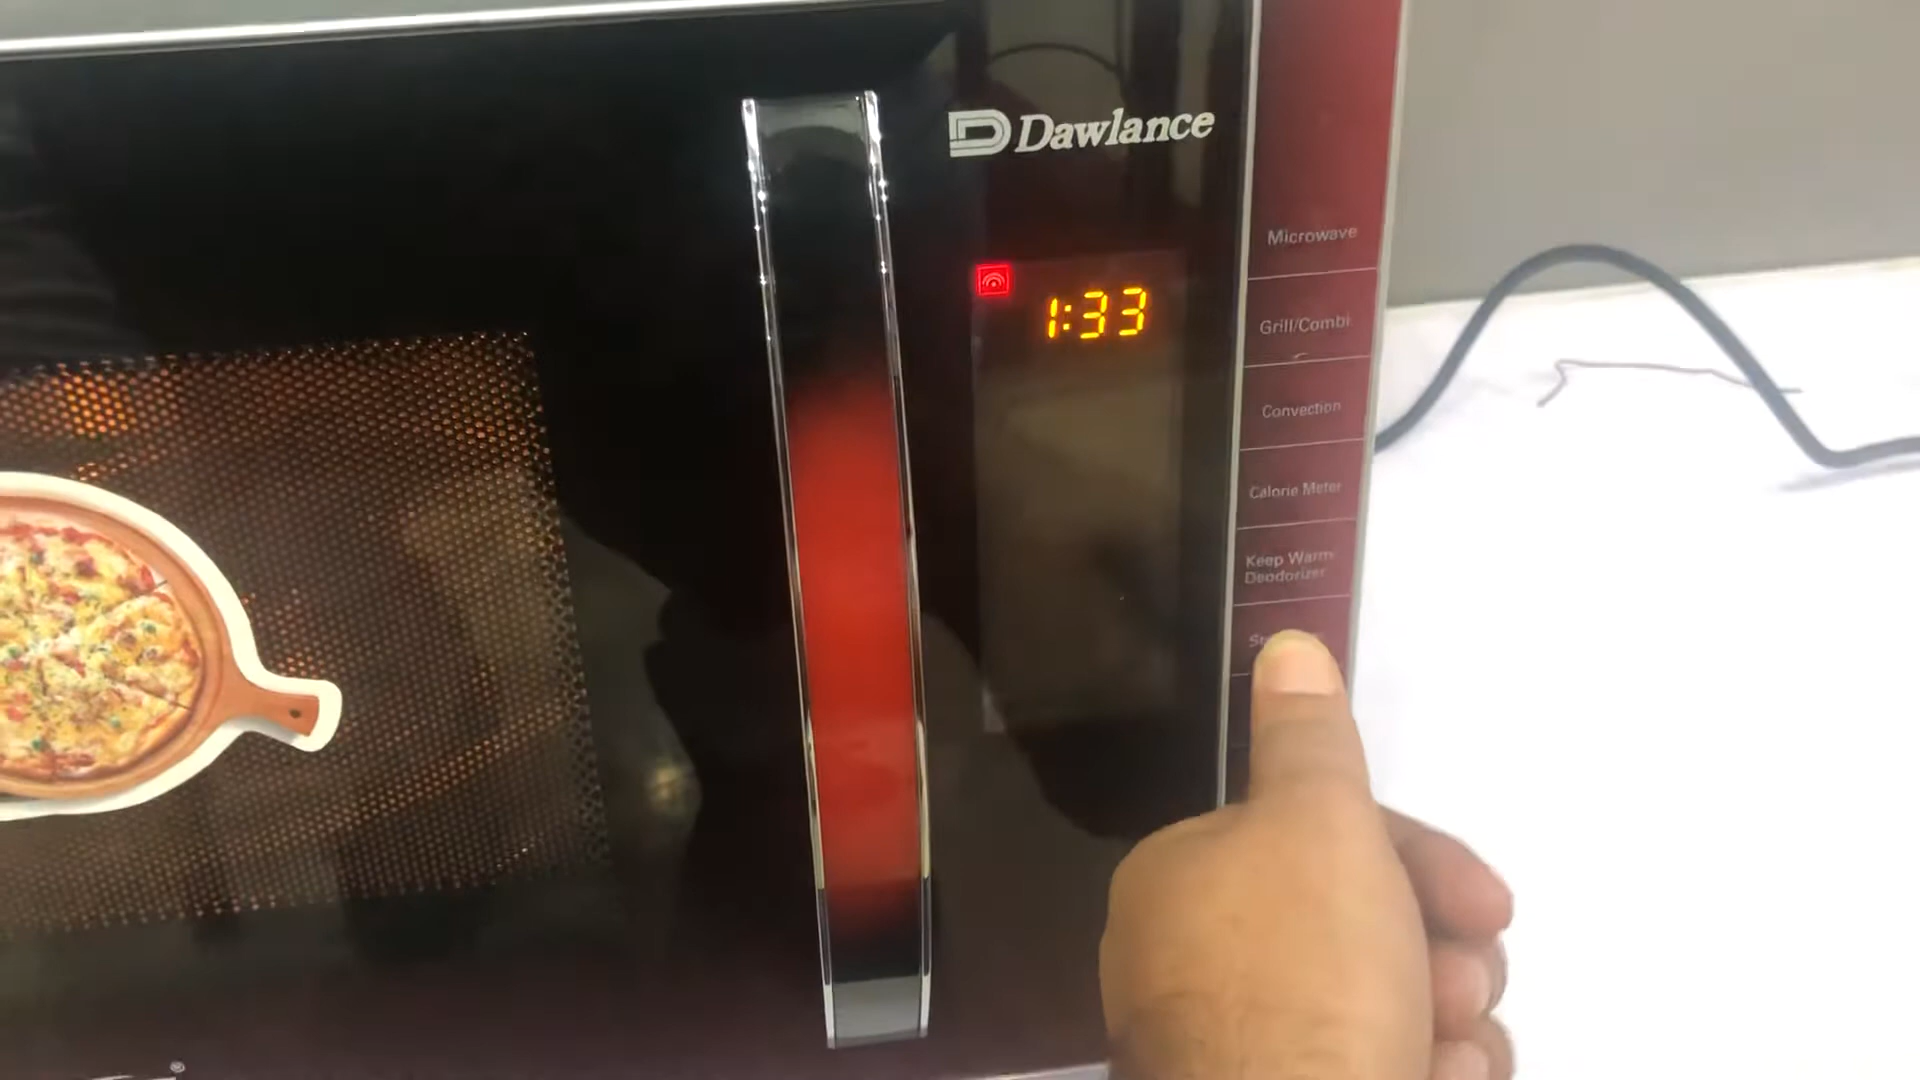 Dawlance
1:33
Microwave
Grill/Combi
Convection
Calorie Meter
Keep Warm
Deodorizer
®